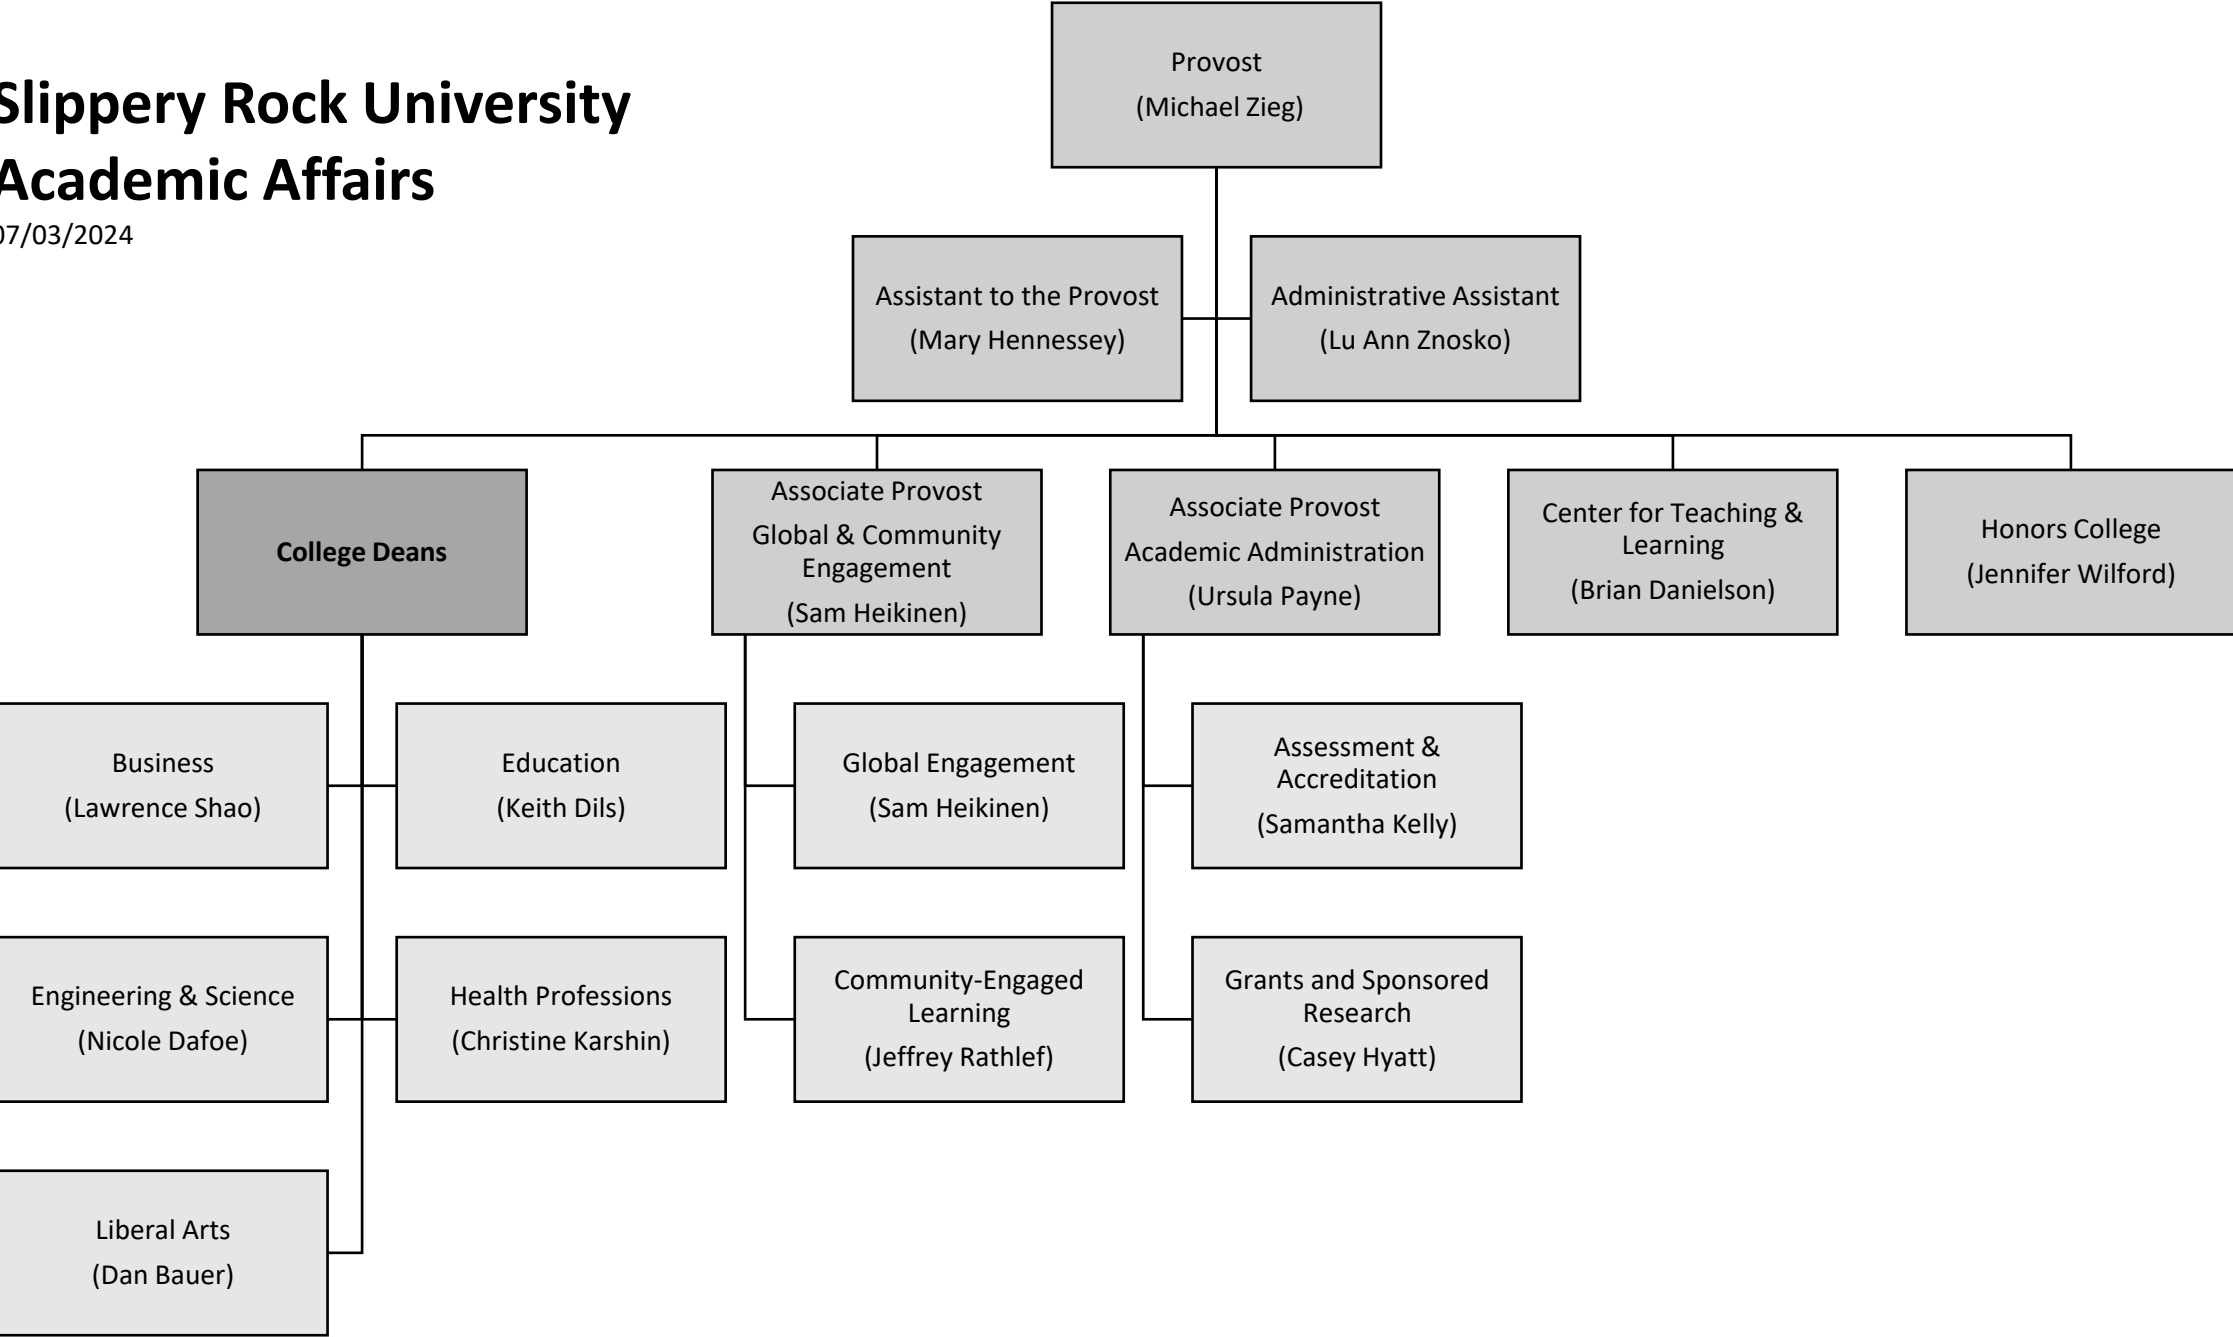 Slippery Rock University
Academic Affairs
07/03/2024
Provost
(Michael Zieg)
Assistant to the Provost
(Mary Hennessey)
Administrative Assistant
(Lu Ann Znosko)
College Deans
Associate Provost
Global & Community
Engagement
(Sam Heikinen)
Associate Provost
Academic Administration
(Ursula Payne)
Center for Teaching &
Learning
(Brian Danielson)
Honors College
(Jennifer Wilford)
Business
(Lawrence Shao)
Education
(Keith Dils)
Global Engagement
(Sam Heikinen)
Assessment &
Accreditation
(Samantha Kelly)
Engineering & Science
(Nicole Dafoe)
Health Professions
(Christine Karshin)
Community-Engaged
Learning
(Jeffrey Rathlef)
Grants and Sponsored
Research
(Casey Hyatt)
Liberal Arts
(Dan Bauer)